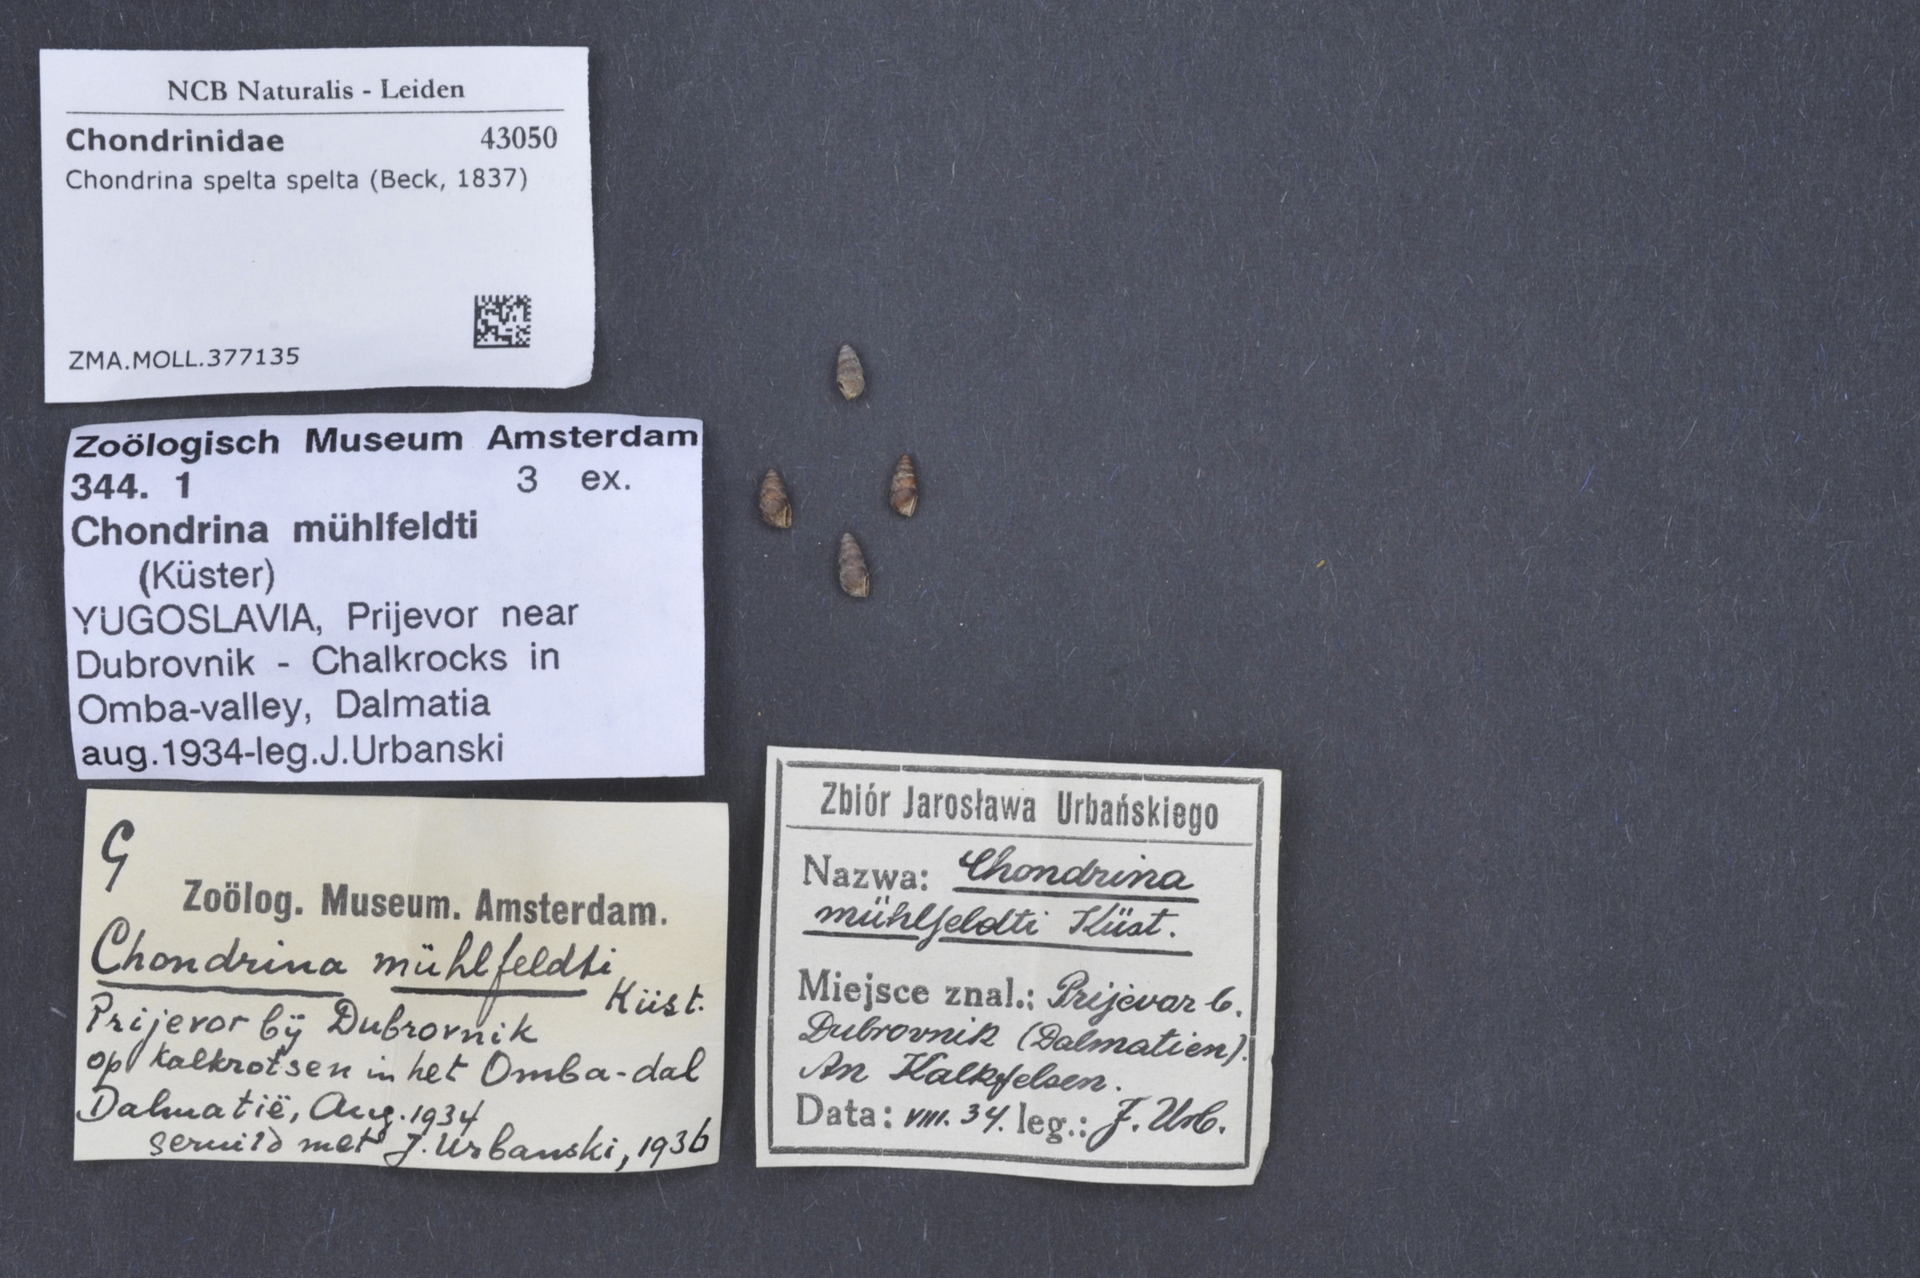 NCB Naturalis - Leiden
Chondrinidae 43050
Chondrina spelta spelta (Beck, 1837)
ZMA.MOLL.377135
Zoölogisch Museum Amsterdam
344. 1 3 ex.
Chondrina mühlfeldti
(Küster)
YUGOSLAVIA, Prijevor near
Dubrovnik - Chalkrocks in
Omba-valley, Dalmatia
aug.1934-leg.J.Urbanski
G
Zoölog. Museum. Amsterdam.
Chondrina mühlfeldti
Küst.
Prijevor bij Dubrovnik
op kalkrotsen in het Omba-dal
Dalmatië, Aug. 1934
geruild met J. Urbanski, 1936
Zbiór Jarosława Urbańskiego
Nazwa: Chondrina
mühlfeldti Küst.
Miejsce znal.: Prijevor b.
Dubrovnik (Dalmatien).
An Kalkfelsen.
Data: VIII. 34. leg.: J. Urb.